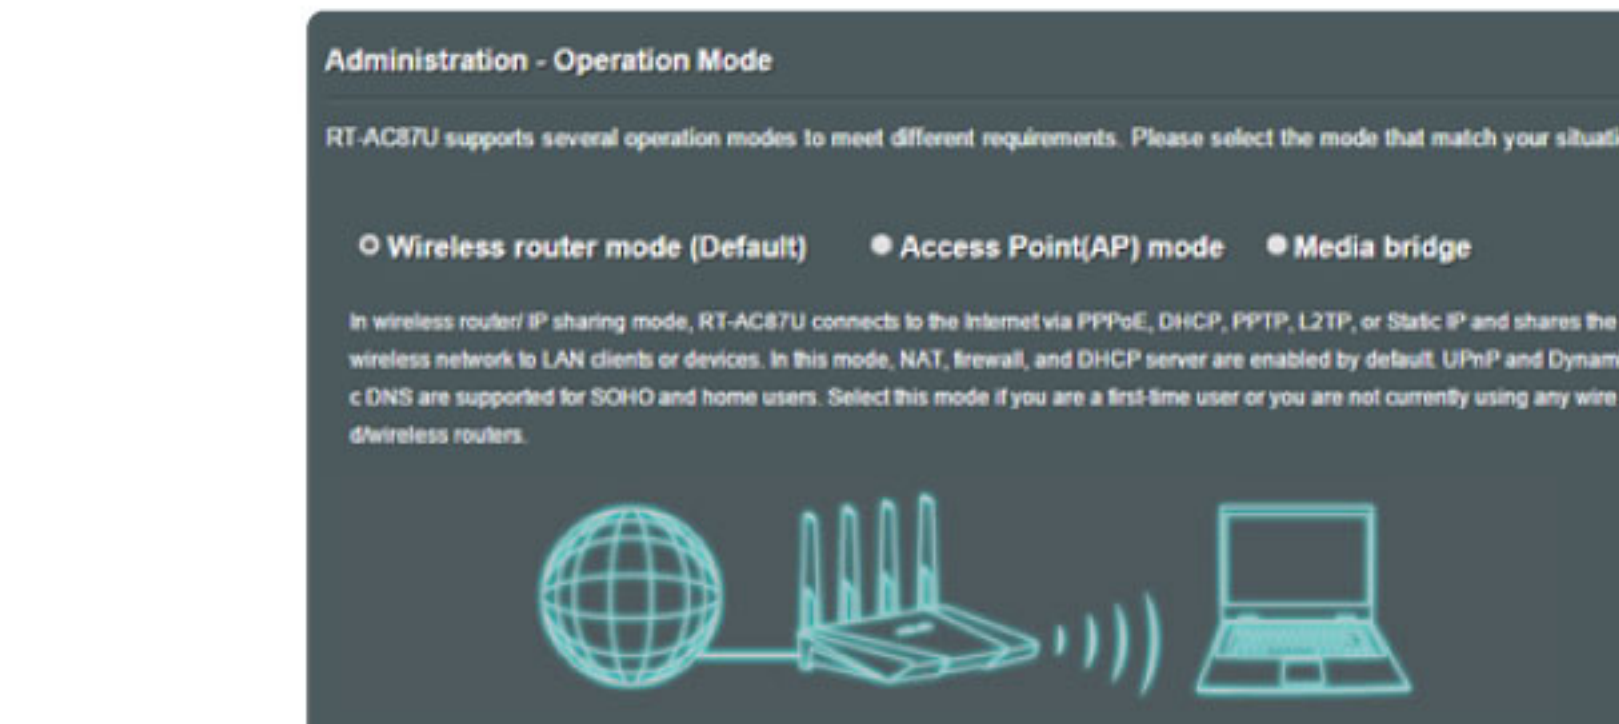 Administration - Operation Mode
RT-AC87U supports several operation modes to meet different requirements. Please select the mode that match your situati
Wireless router mode (Default) Access Point(AP) mode Media bridge
In wireless router/ IP sharing mode, RT-AC87U connects to the Internet via PPPoE, DHCP, PPTP, L2TP, or Static IP and shares the
wireless network to LAN clients or devices. In this mode, NAT, firewall, and DHCP server are enabled by default. UPnP and Dynam
c DNS are supported for SOHO and home users. Select this mode if you are a first-time user or you are not currently using any wire
d/wireless routers.